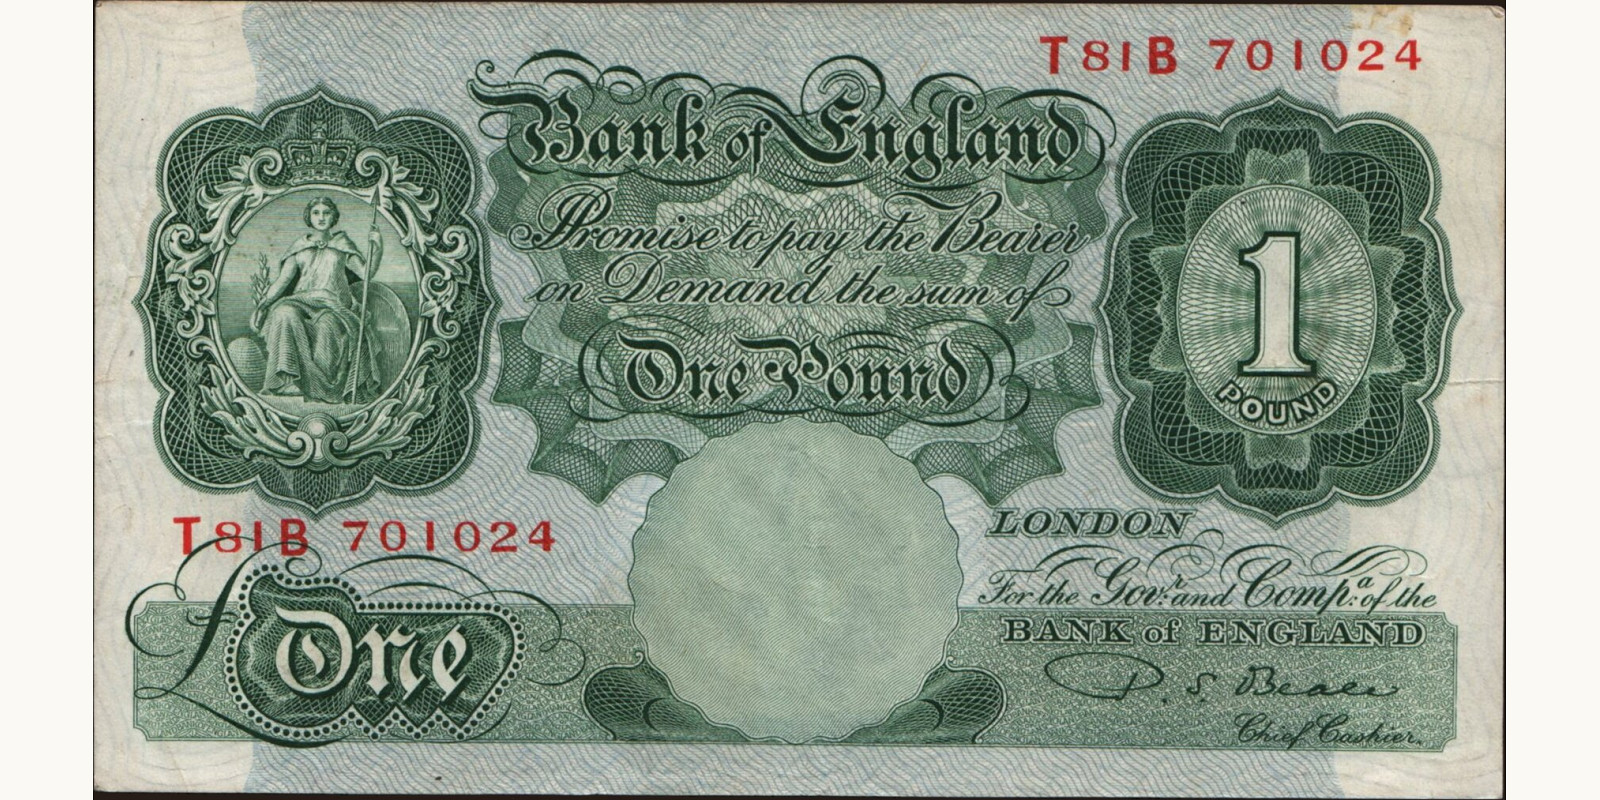 T81B 701024
Bank of England
Promise to pay the Bearer
on Demand the sum of
One Pound
1
POUND
T81B 701024
£One
LONDON
For the Govr. and Compa. of the
BANK of ENGLAND
P. S. Beale
Chief Cashier.